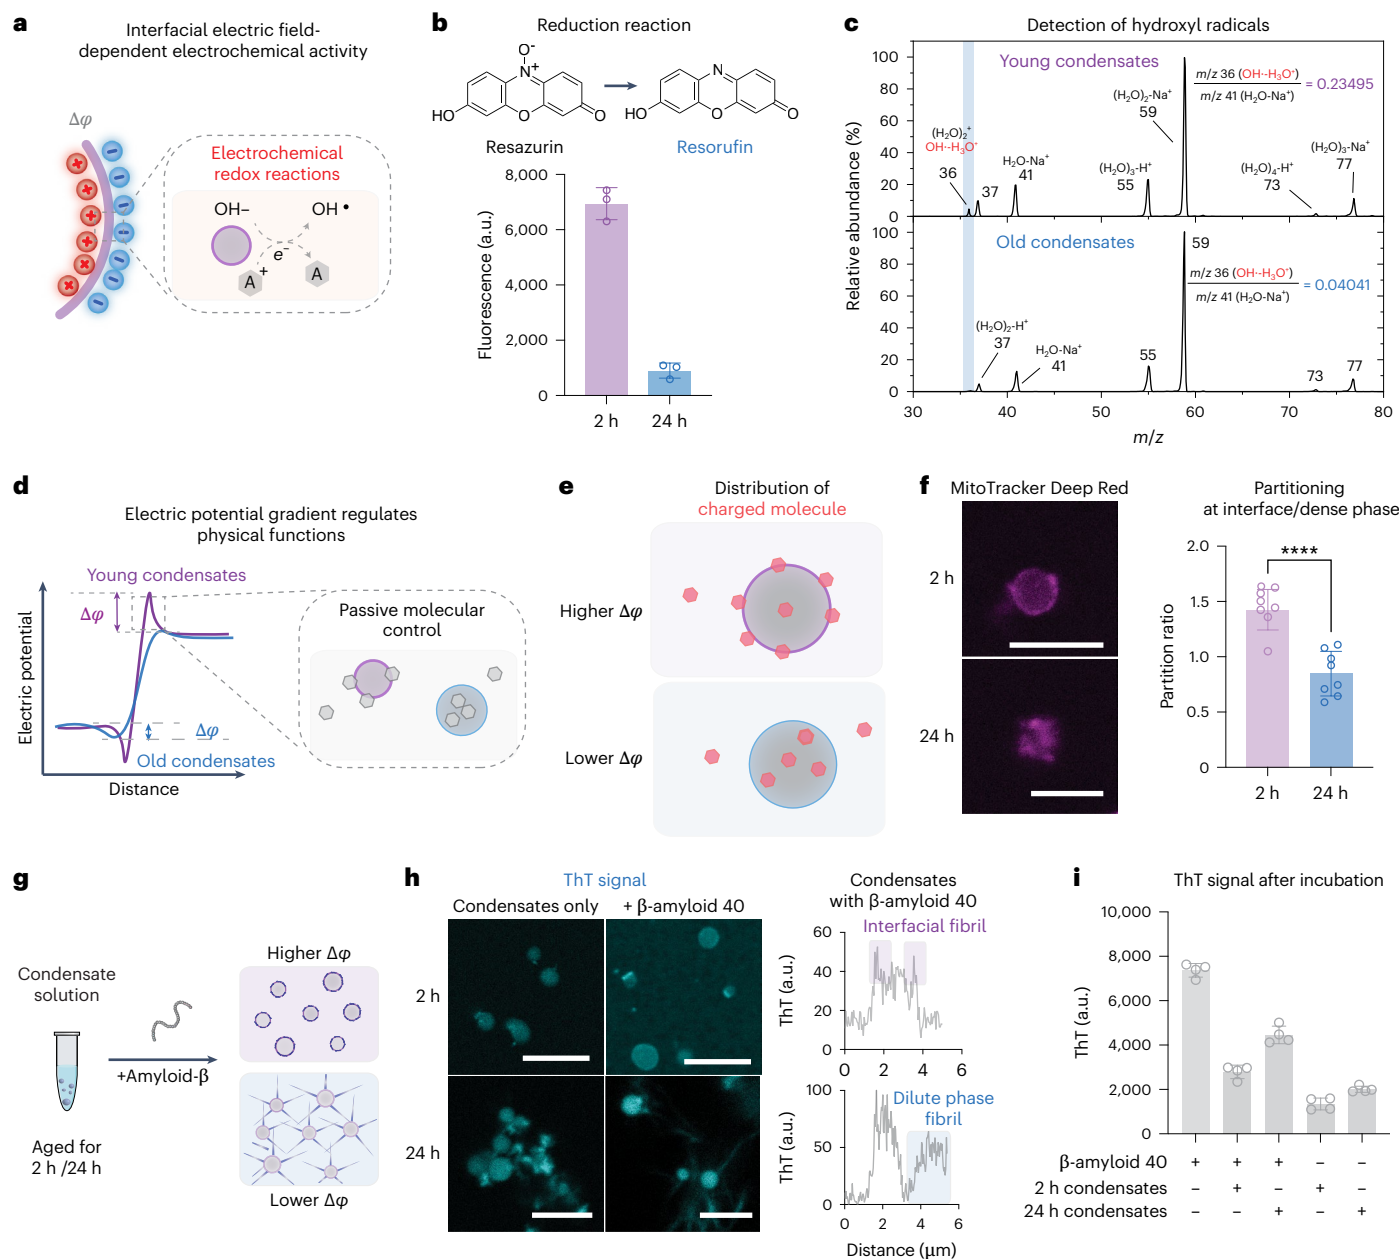 a
Interfacial electric field-
dependent electrochemical activity
Δφ
Electrochemical
redox reactions
OH–
OH •
e–
A+
A
b
Reduction reaction
O-
N+
HO
O
O
N
HO
O
O
Resazurin
Resorufin
Fluorescence (a.u.)
8,000
6,000
4,000
2,000
0
2 h
24 h
c
Detection of hydroxyl radicals
Relative abundance (%)
100
80
60
40
20
0
Young condensates
m/z 36 (OH·-H₃O⁺)
m/z 41 (H₂O-Na⁺)
= 0.23495
(H₂O)₂⁺
OH·-H₃O⁺
36
37
H₂O-Na⁺
41
(H₂O)₃-H⁺
55
(H₂O)₂-Na⁺
59
(H₂O)₄-H⁺
73
(H₂O)₃-Na⁺
77
100
80
60
40
20
0
Old condensates
59
m/z 36 (OH·-H₃O⁺)
m/z 41 (H₂O-Na⁺)
= 0.04041
(H₂O)₂-H⁺
37
H₂O-Na⁺
41
55
73
77
30
40
50
60
70
80
m/z
d
Electric potential gradient regulates
physical functions
Electric potential
Young condensates
Δφ
Δφ
Old condensates
Distance
Passive molecular
control
e
Distribution of
charged molecule
Higher Δφ
Lower Δφ
f
MitoTracker Deep Red
2 h
24 h
Partitioning
at interface/dense phase
Partition ratio
2.0
1.5
1.0
0.5
0
****
2 h
24 h
g
Condensate
solution
Aged for
2 h /24 h
+Amyloid-β
Higher Δφ
Lower Δφ
h
ThT signal
Condensates only
+ β-amyloid 40
2 h
24 h
Condensates
with β-amyloid 40
Interfacial fibril
ThT (a.u.)
60
40
20
0
0
2
4
6
Dilute phase
fibril
ThT (a.u.)
100
50
0
0
2
4
6
Distance (μm)
i
ThT signal after incubation
ThT (a.u.)
10,000
8,000
6,000
4,000
2,000
0
β-amyloid 40 + + + – –
2 h condensates – + – + –
24 h condensates – – + – +